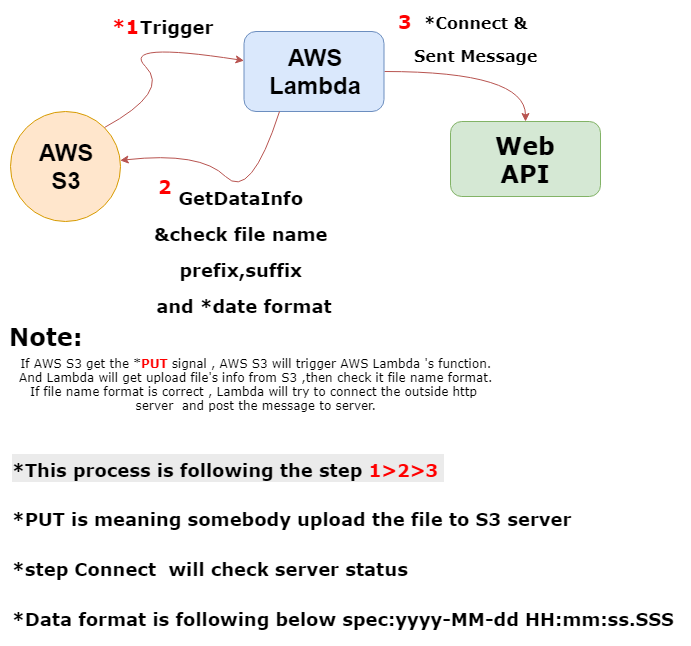 *1Trigger
3 *Connect &
Sent Message
AWS
Lambda
AWS
S3
Web
API
2
GetDataInfo
&check file name
prefix,suffix
and *date format
Note:
If AWS S3 get the *PUT signal , AWS S3 will trigger AWS Lambda 's function.
And Lambda will get upload file's info from S3 ,then check it file name format.
If file name format is correct , Lambda will try to connect the outside http
server  and post the message to server.
*This process is following the step 1>2>3
*PUT is meaning somebody upload the file to S3 server
*step Connect  will check server status
*Data format is following below spec:yyyy-MM-dd HH:mm:ss.SSS